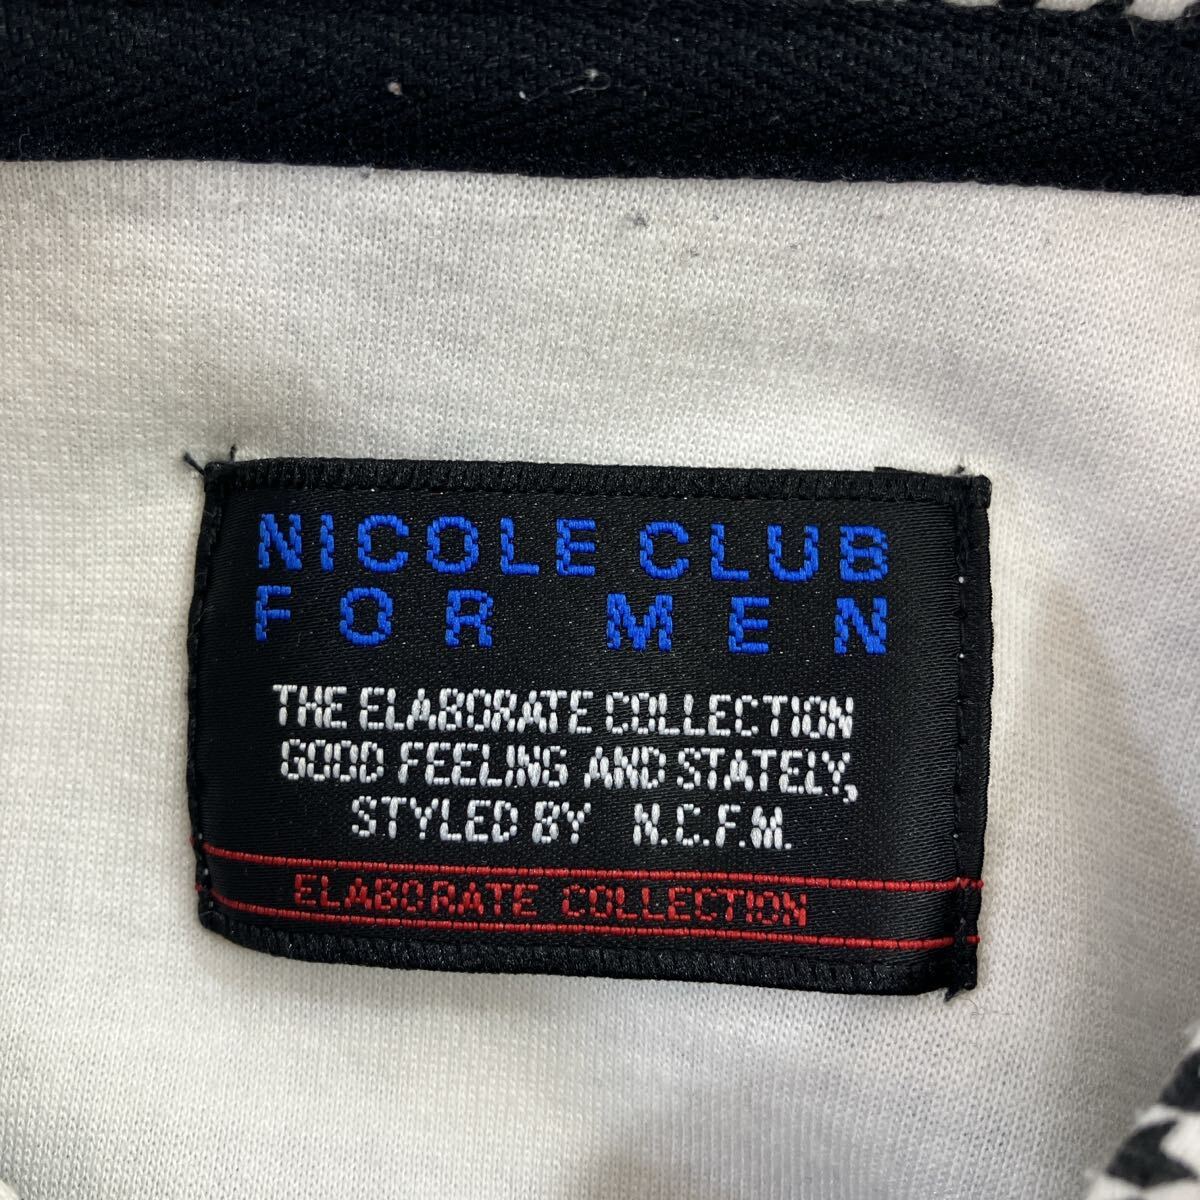 NICOLE CLUB
FOR MEN
THE ELABORATE COLLECTION
GOOD FEELING AND STATELY,
STYLED BY N.C.F.M.
ELABORATE COLLECTION